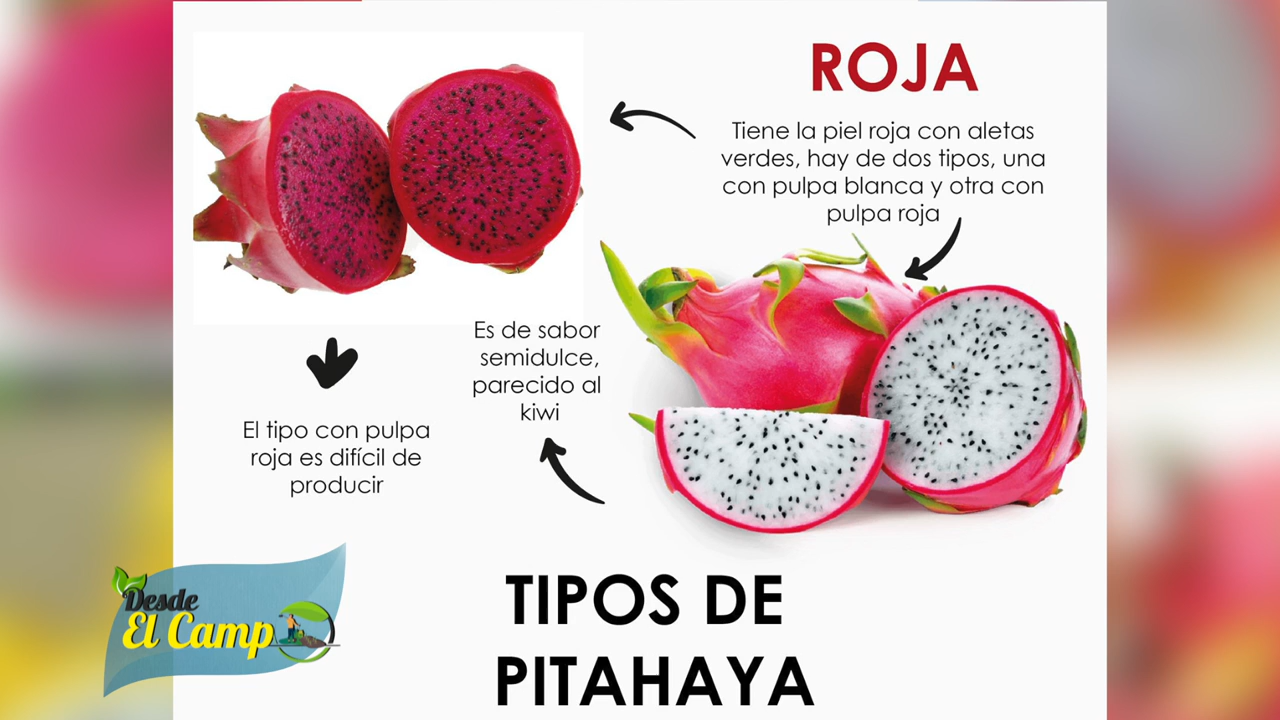 ROJA
Tiene la piel roja con aletas
verdes, hay de dos tipos, una
con pulpa blanca y otra con
pulpa roja
Es de sabor
semidulce,
parecido al
kiwi
El tipo con pulpa
roja es difícil de
producir
Desde
El Campo
TIPOS DE
PITAHAYA